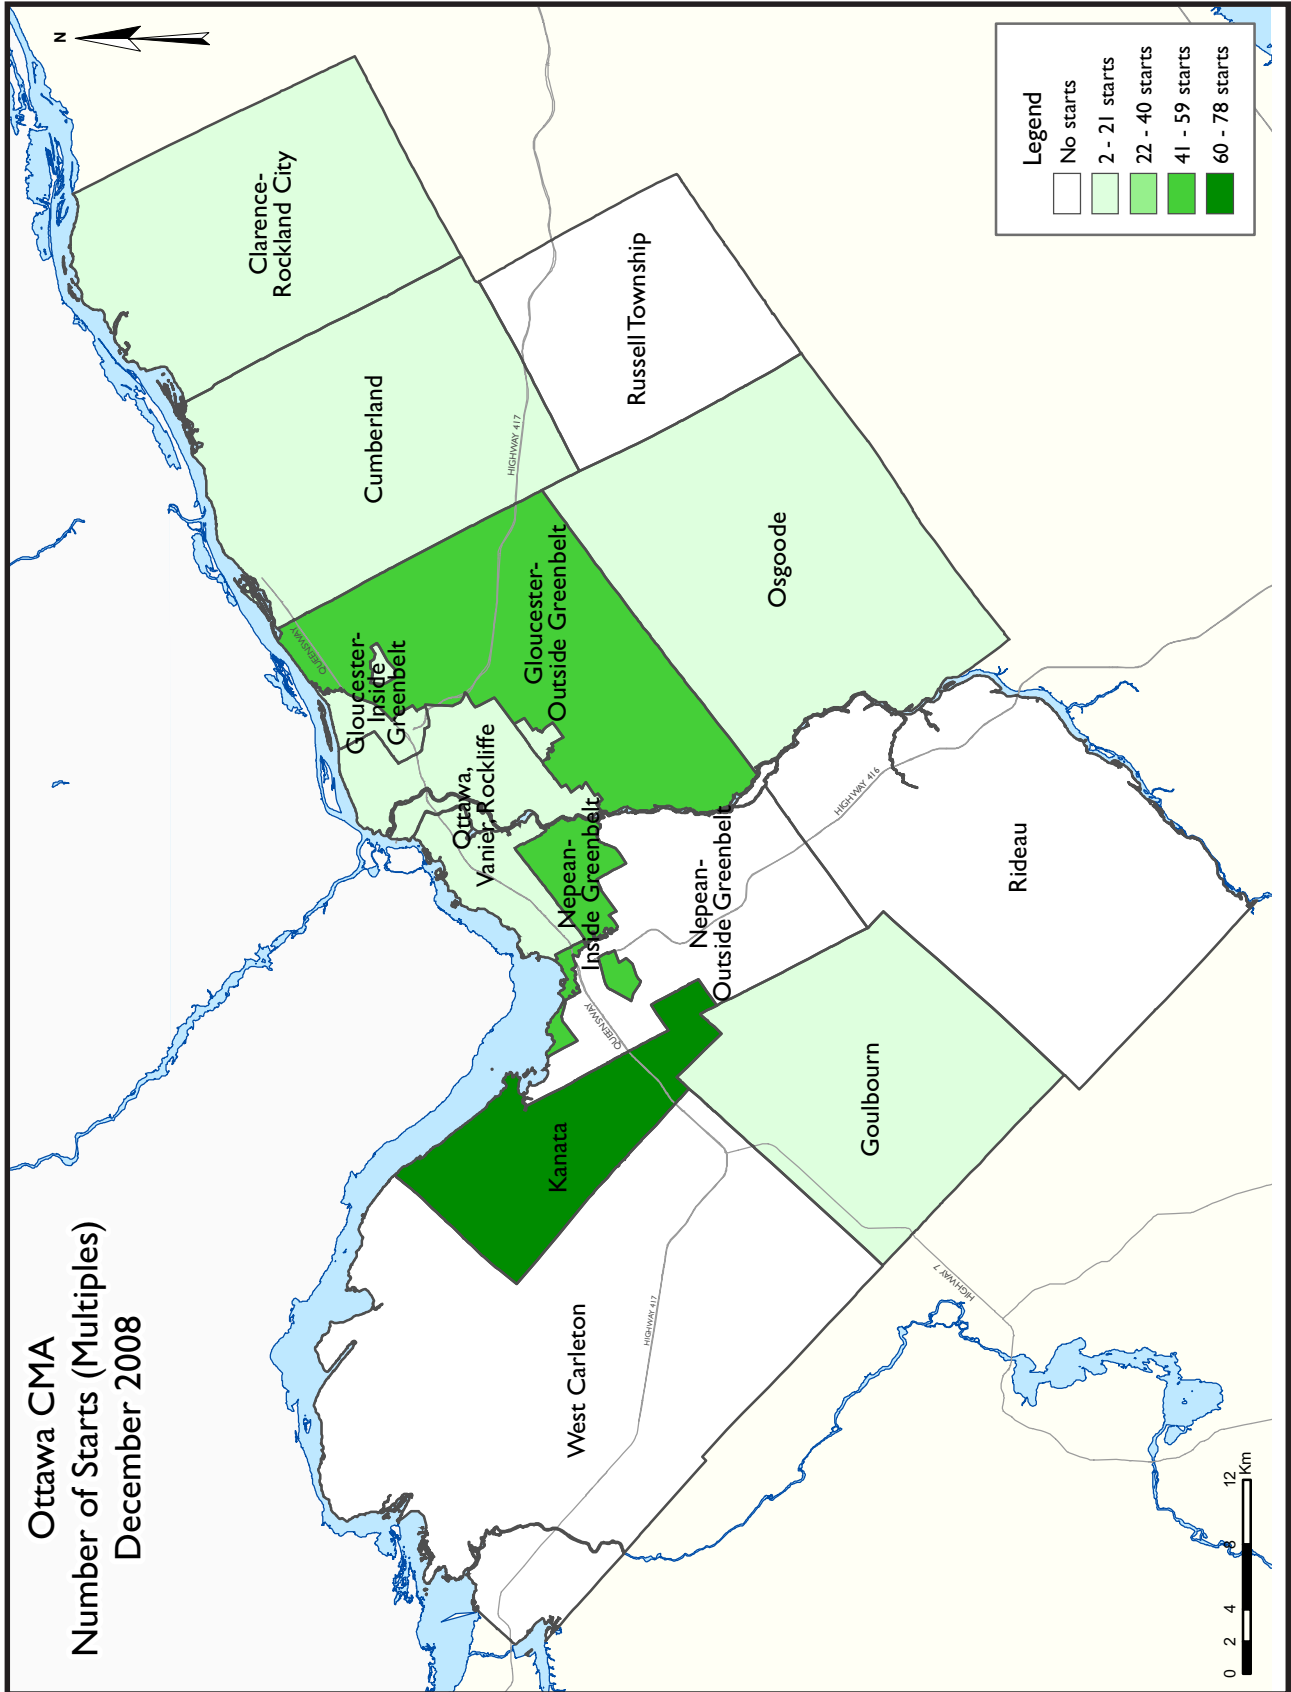 Ottawa CMA
Number of Starts (Multiples)
December 2008
N
Clarence-
Rockland City
Cumberland
Russell Township
HIGHWAY 417
Gloucester-
Outside Greenbelt
Osgoode
QUEENSWAY
Gloucester-
Inside
Greenbelt
Ottawa,
Vanier, Rockliffe
Nepean-
Inside Greenbelt
Nepean-
Outside Greenbelt
HIGHWAY 416
Rideau
QUEENSWAY
Kanata
Goulbourn
West Carleton
HIGHWAY 417
HIGHWAY 7
0 2 4 8 12
Km
Legend
No starts
2 - 21 starts
22 - 40 starts
41 - 59 starts
60 - 78 starts